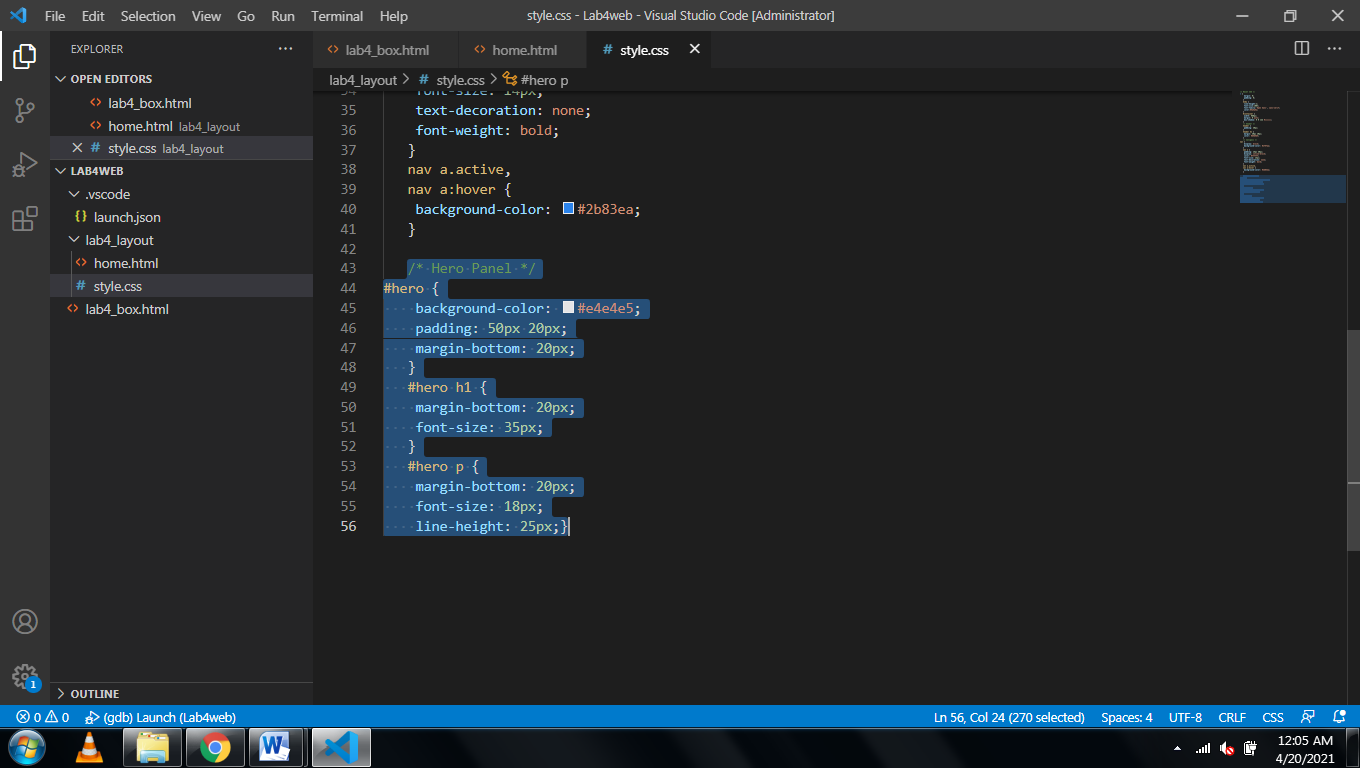 File Edit Selection View Go Run Terminal Help
style.css - Lab4web - Visual Studio Code [Administrator]
EXPLORER
OPEN EDITORS
<> lab4_box.html
<> home.html lab4_layout
# style.css lab4_layout
LAB4WEB
.vscode
{} launch.json
lab4_layout
<> home.html
# style.css
<> lab4_box.html
OUTLINE
<> lab4_box.html
<> home.html
# style.css
lab4_layout > # style.css > #hero p
34 font-size: 14px;
35 text-decoration: none;
36 font-weight: bold;
37 }
38 nav a.active,
39 nav a:hover {
40 background-color: #2b83ea;
41 }
42
43 /* Hero Panel */
44 #hero {
45 background-color: #e4e4e5;
46 padding: 50px 20px;
47 margin-bottom: 20px;
48 }
49 #hero h1 {
50 margin-bottom: 20px;
51 font-size: 35px;
52 }
53 #hero p {
54 margin-bottom: 20px;
55 font-size: 18px;
56 line-height: 25px;}
1
0 0 (gdb) Launch (Lab4web)
Ln 56, Col 24 (270 selected) Spaces: 4 UTF-8 CRLF CSS
12:05 AM
4/20/2021